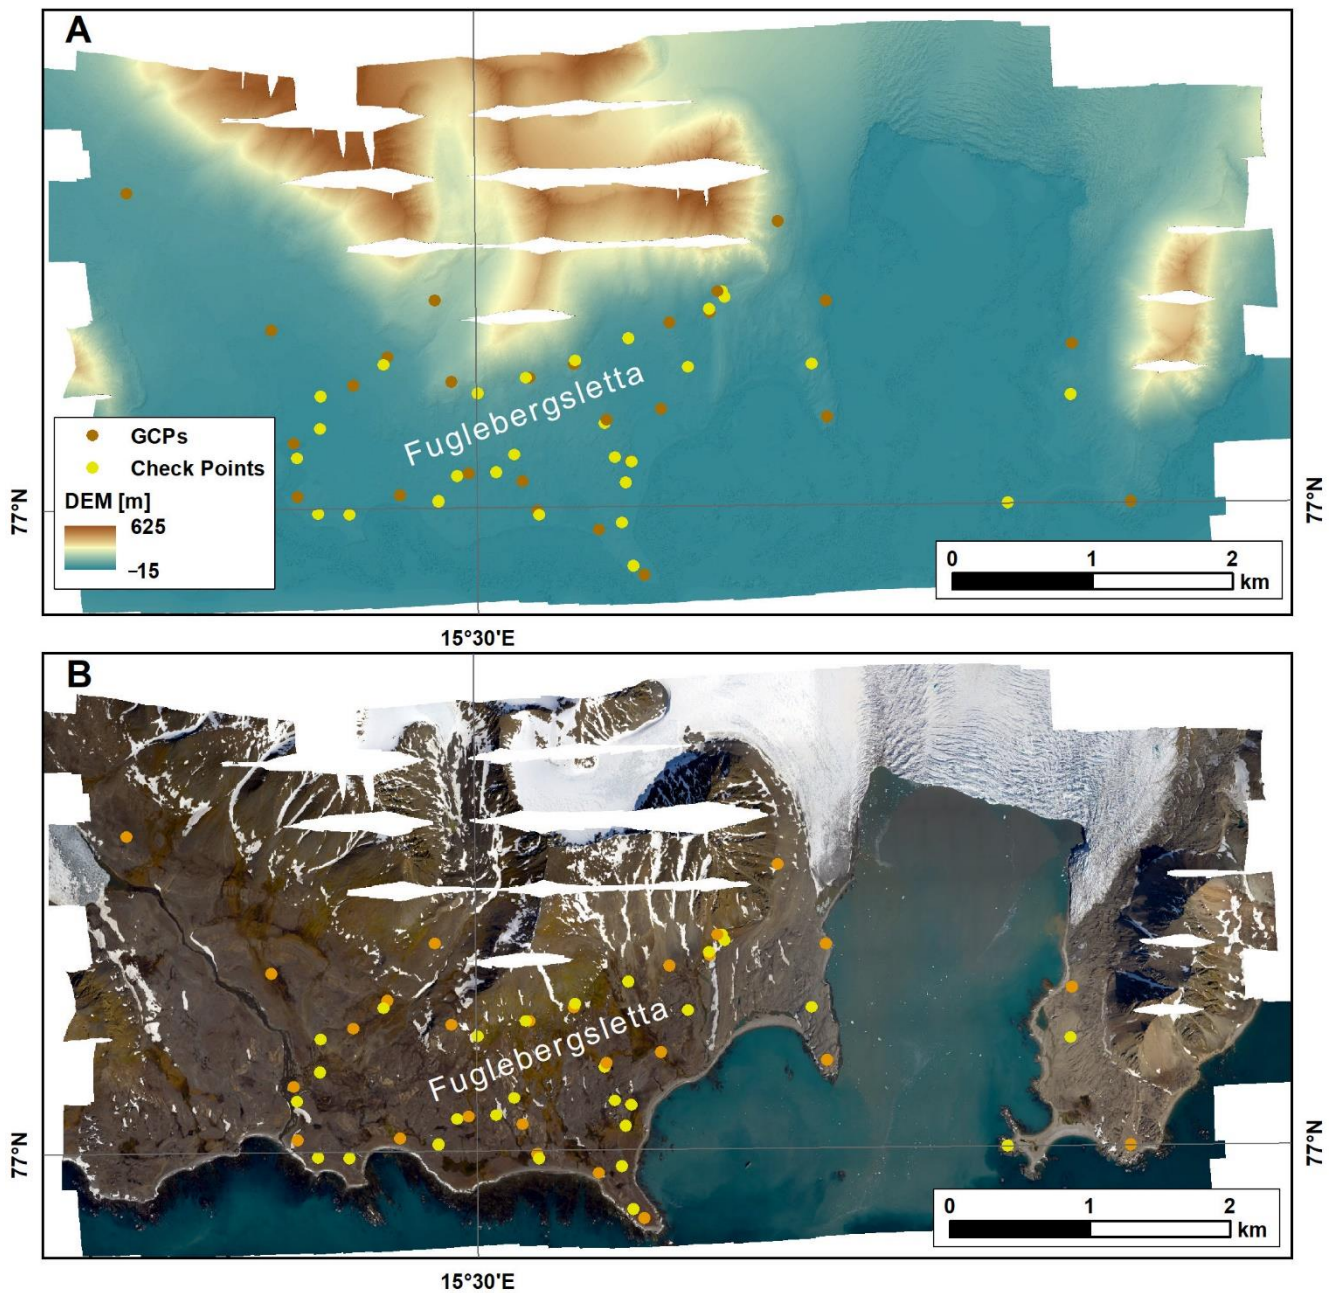 A
Fuglebergsletta
GCPs
Check Points
DEM [m]
625
–15
77°N
77°N
0 1 2
km
15°30'E
B
Fuglebergsletta
77°N
77°N
0 1 2
km
15°30'E